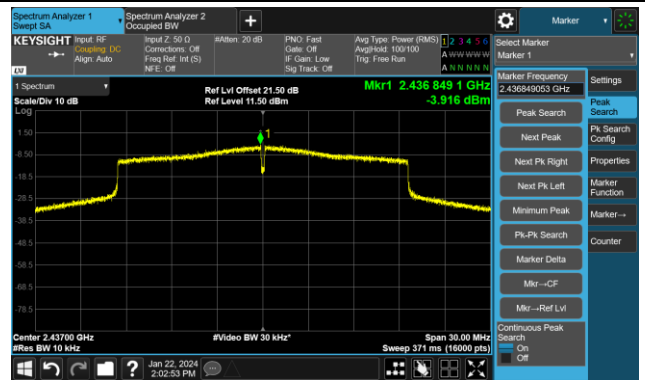 Spectrum Analyzer 1
Swept SA
Spectrum Analyzer 2
Occupied BW
Marker
KEYSIGHT
Input: RF
Coupling: DC
Align: Auto
Input Z: 50 Ω
Corrections: Off
Freq Ref: Int (S)
NFE: Off
#Atten: 20 dB
PNO: Fast
Gate: Off
IF Gain: Low
Sig Track: Off
Avg Type: Power (RMS)
Avg|Hold: 100/100
Trig: Free Run
1 2 3 4 5 6
A W W W W W
A N N N N N
LXI
Select Marker
Marker 1
1 Spectrum
Scale/Div 10 dB
Log
Ref Lvl Offset 21.50 dB
Ref Level 11.50 dBm
Mkr1 2.436 849 1 GHz
-3.916 dBm
1
1.50
-8.50
-18.5
-28.5
-38.5
-48.5
-58.5
-68.5
-78.5
Center 2.43700 GHz
#Res BW 10 kHz
#Video BW 30 kHz*
Span 30.00 MHz
Sweep 371 ms (16000 pts)
Marker Frequency
2.436849053 GHz
Peak Search
Next Peak
Next Pk Right
Next Pk Left
Minimum Peak
Pk-Pk Search
Marker Delta
Mkr→CF
Mkr→Ref Lvl
Continuous Peak
Search
On
Off
Settings
Peak
Search
Pk Search
Config
Properties
Marker
Function
Marker→
Counter
?
Jan 22, 2024
2:02:53 PM